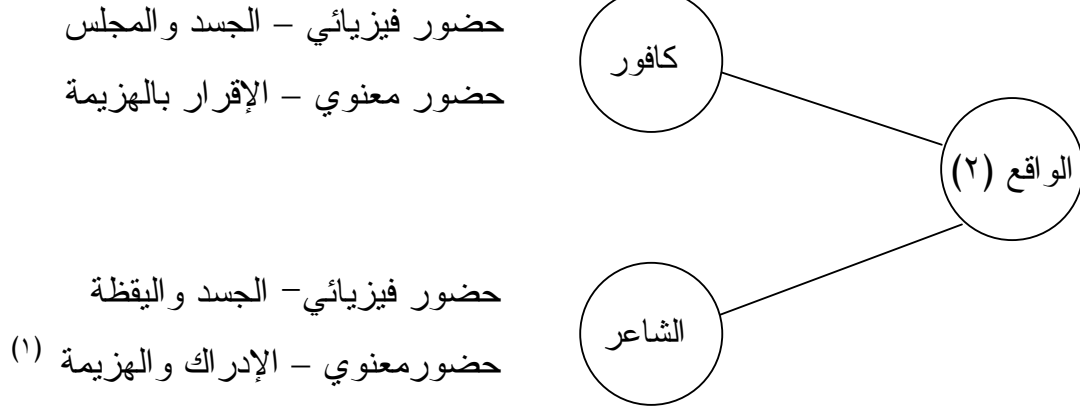 الواقع (٢)
كافور
حضور فيزيائي – الجسد والمجلس
حضور معنوي – الإقرار بالهزيمة
الشاعر
حضور فيزيائي– الجسد واليقظة
حضورمعنوي – الإدراك والهزيمة (١)